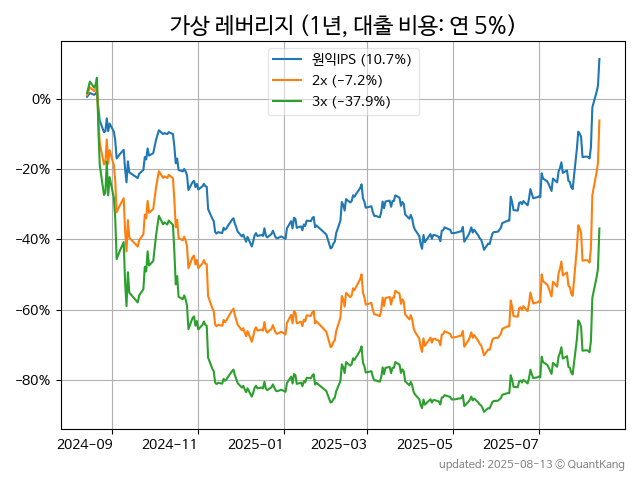 가상 레버리지 (1년, 대출 비용: 연 5%)
원익IPS (10.7%)
2x (−7.2%)
3x (−37.9%)
0%
−20%
−40%
−60%
−80%
2024-09 2024-11 2025-01 2025-03 2025-05 2025-07
updated: 2025-08-13 © QuantKang